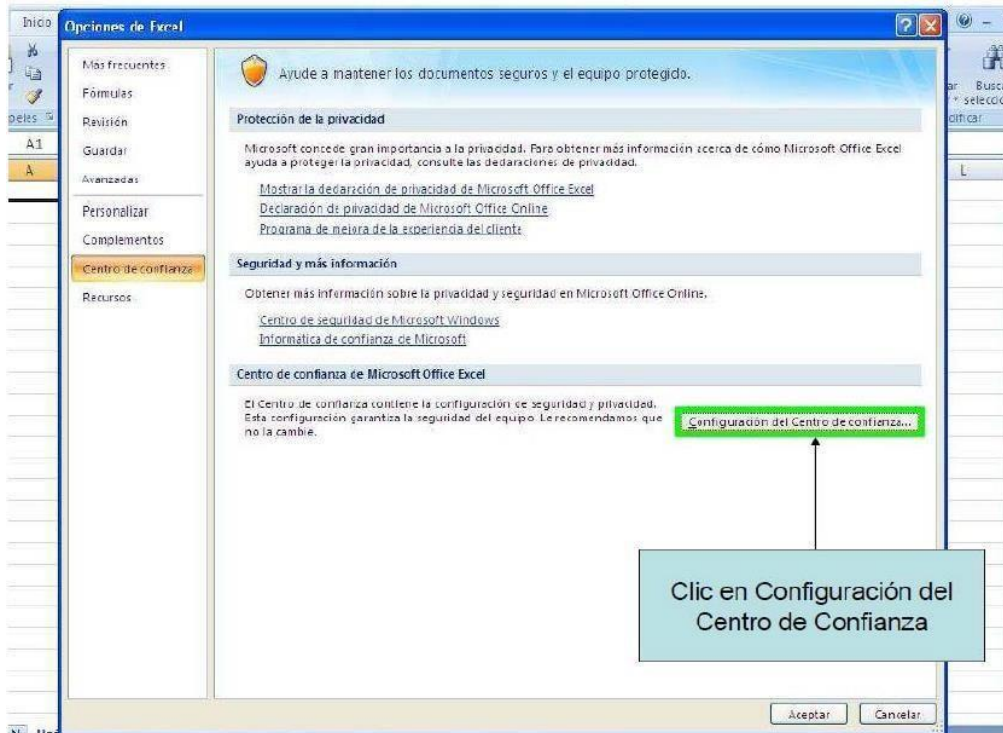 Inicio
Opciones de Excel
Más frecuentes
Fórmulas
Revisión
Guardar
Avanzadas
Personalizar
Complementos
Centro de confianza
Recursos
Ayude a mantener los documentos seguros y el equipo protegido.
Protección de la privacidad
Microsoft concede gran importancia a la privacidad. Para obtener más información acerca de cómo Microsoft Office Excel
ayuda a proteger la privacidad, consulte las declaraciones de privacidad.
Mostrar la declaración de privacidad de Microsoft Office Excel
Declaración de privacidad de Microsoft Office Online
Programa de mejora de la experiencia del cliente
Seguridad y más información
Obtener más información sobre la privacidad y seguridad en Microsoft Office Online.
Centro de seguridad de Microsoft Windows
Informática de confianza de Microsoft
Centro de confianza de Microsoft Office Excel
El Centro de confianza contiene la configuración de seguridad y privacidad.
Esta configuración garantiza la seguridad del equipo. Le recomendamos que
no la cambie.
Configuración del Centro de confianza...
Clic en Configuración del
Centro de Confianza
Aceptar
Cancelar
A1
A
L